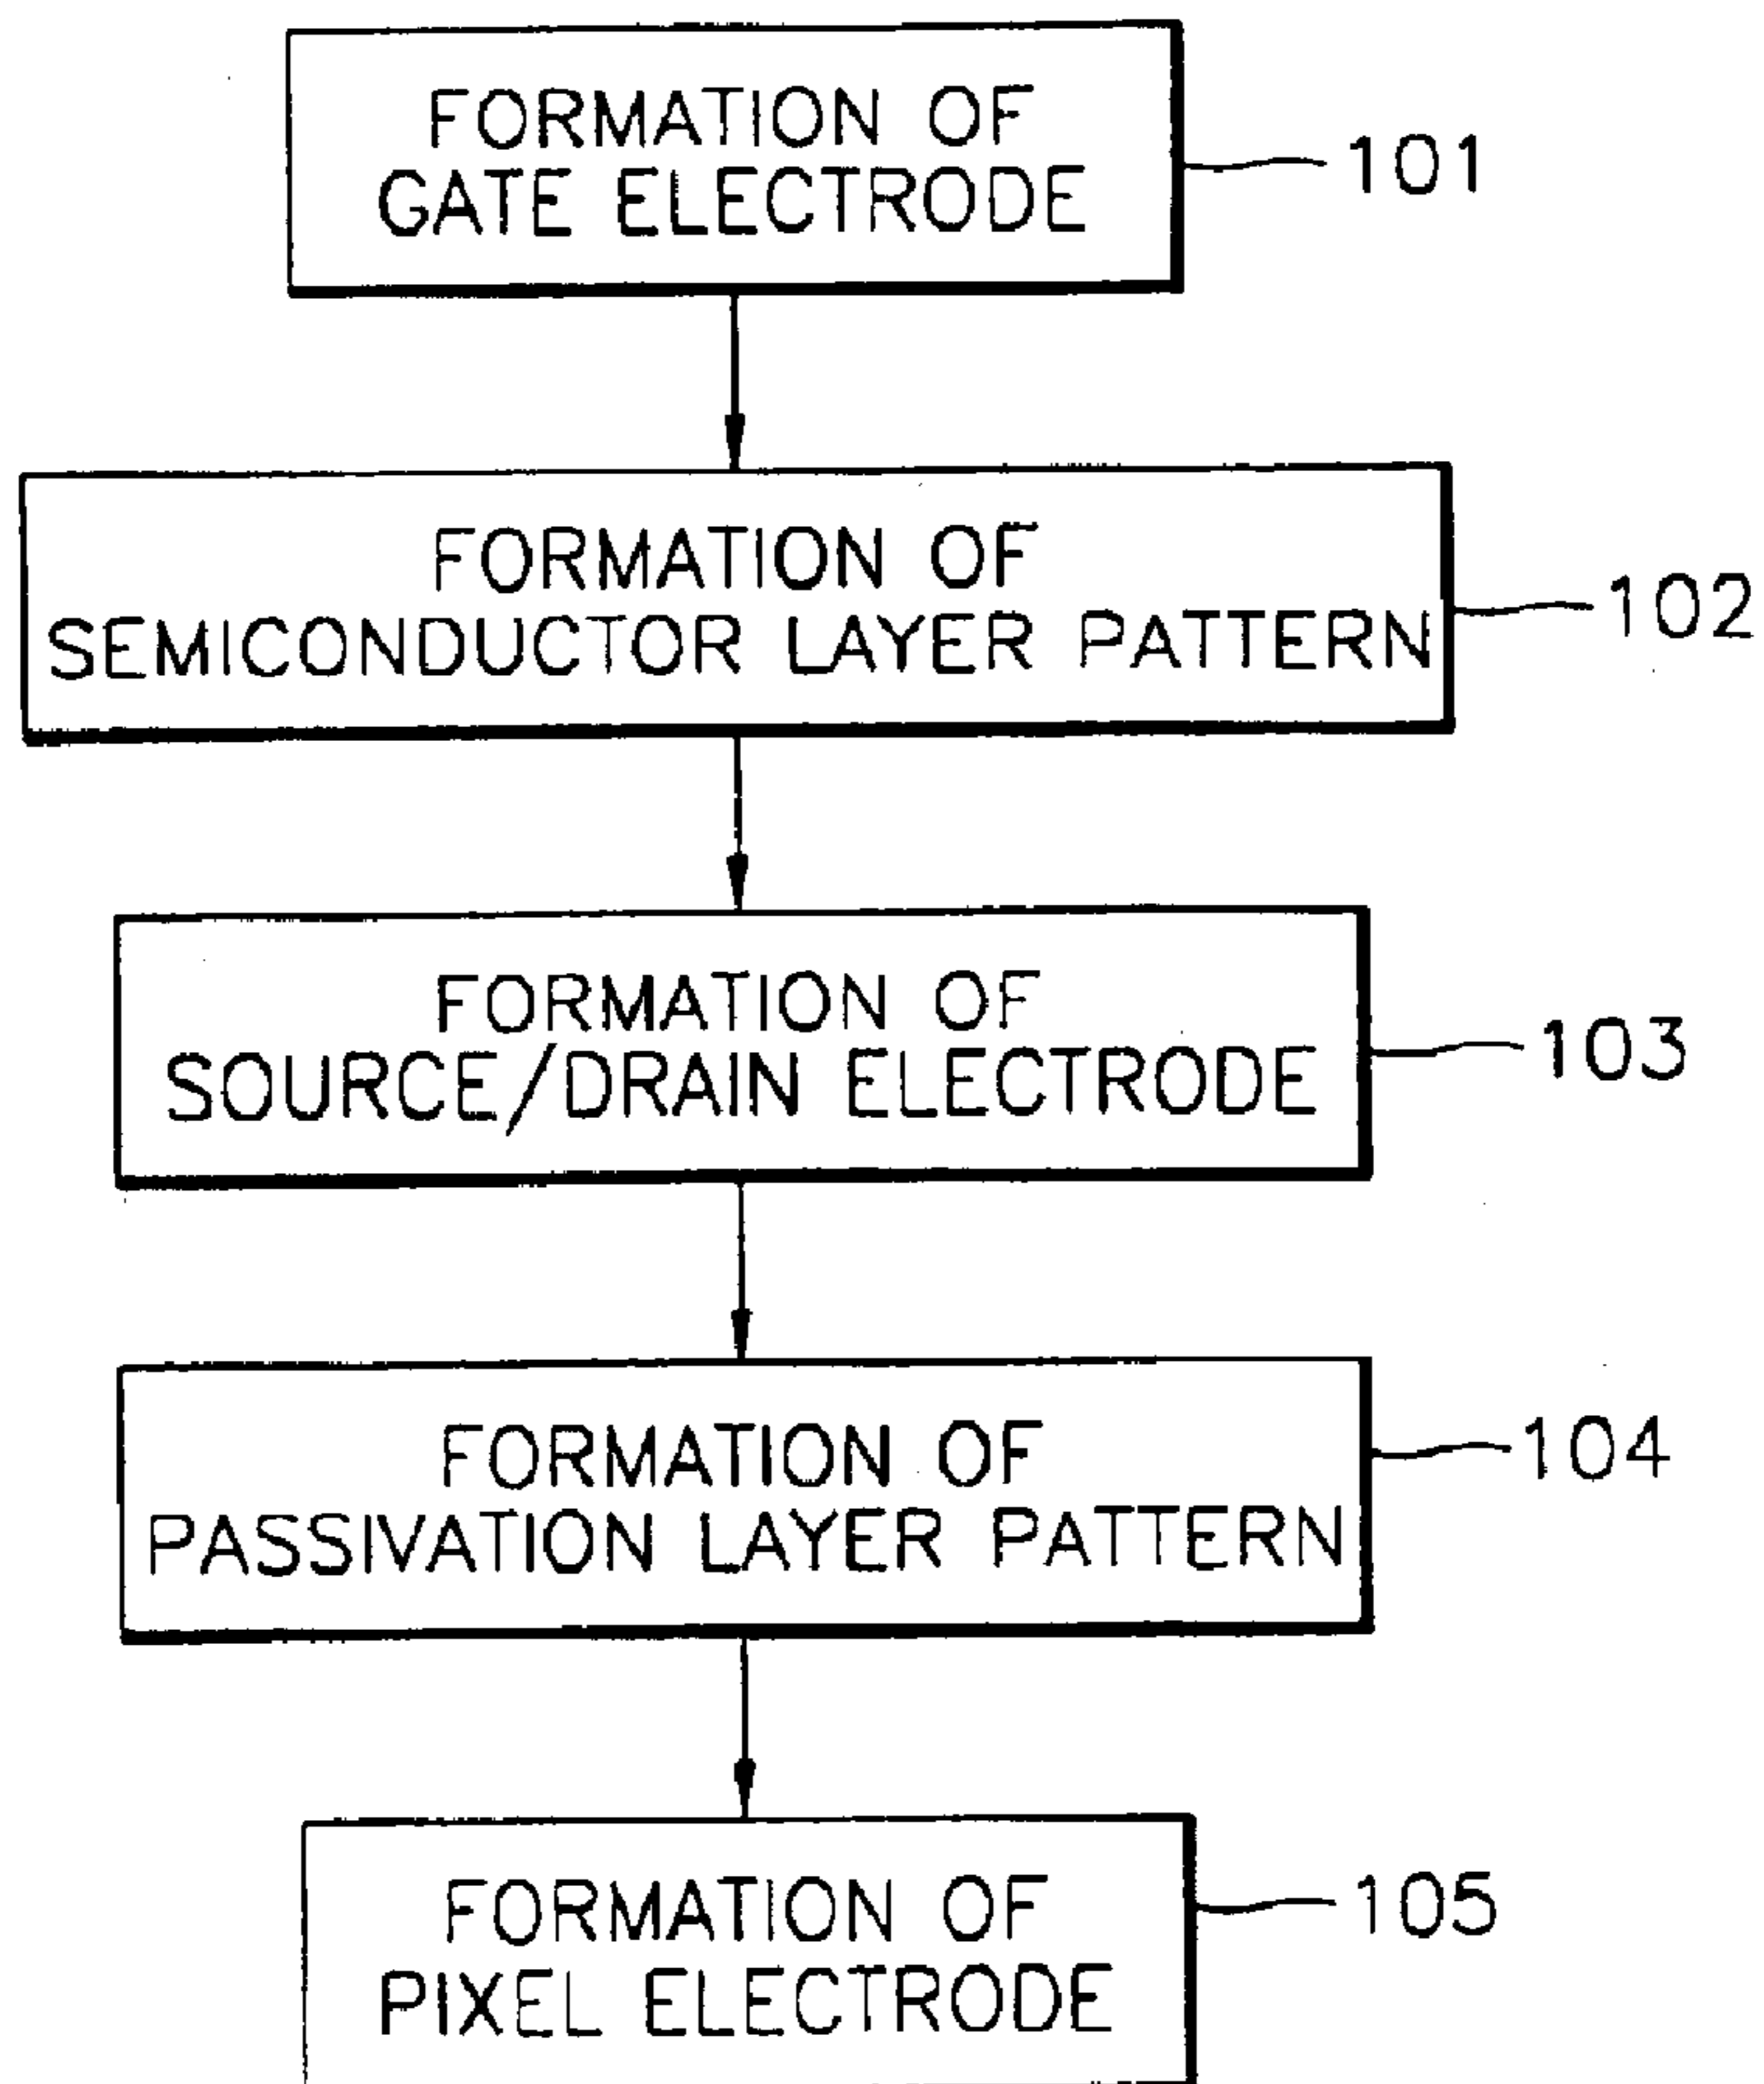 FORMATION OF
GATE ELECTRODE
101
FORMATION OF
SEMICONDUCTOR LAYER PATTERN
102
FORMATION OF
SOURCE/DRAIN ELECTRODE
103
FORMATION OF
PASSIVATION LAYER PATTERN
104
FORMATION OF
PIXEL ELECTRODE
105